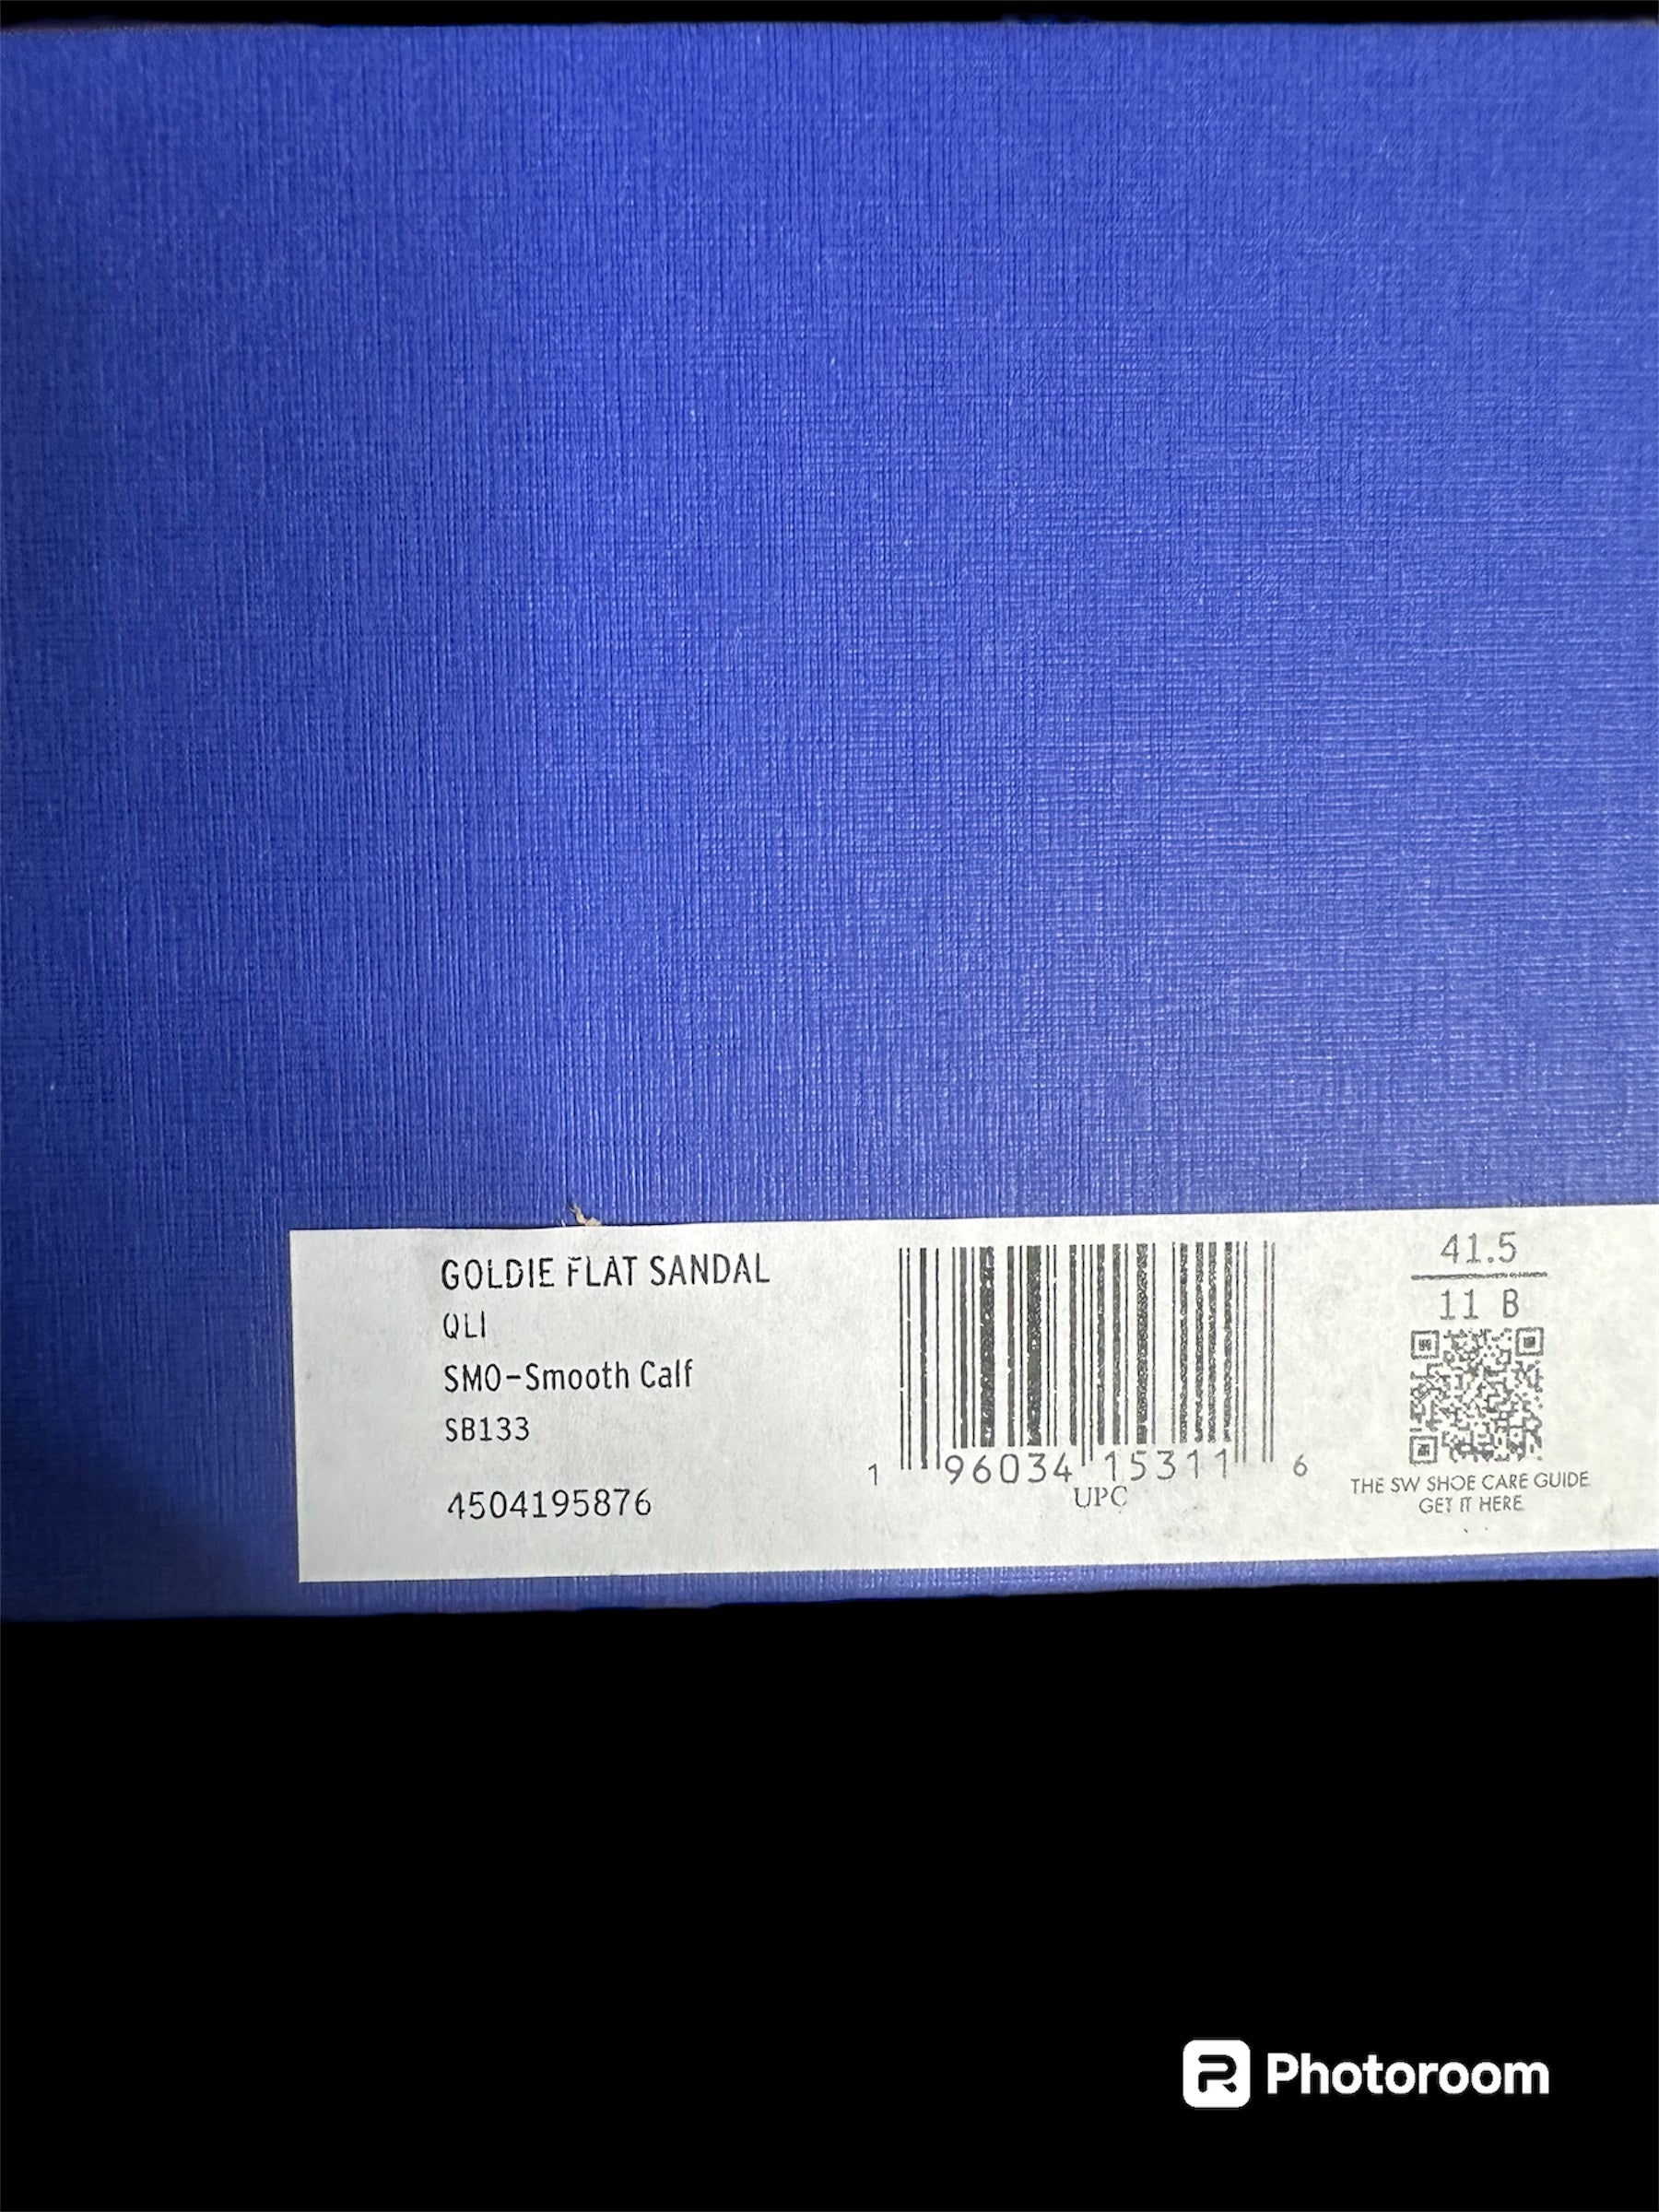 GOLDIE FLAT SANDAL
QLI
SMO-Smooth Calf
SB133
4504195876
1 96034 15311 6
UPC
41.5
11 B
THE SW SHOE CARE GUIDE
GET IT HERE
Photoroom